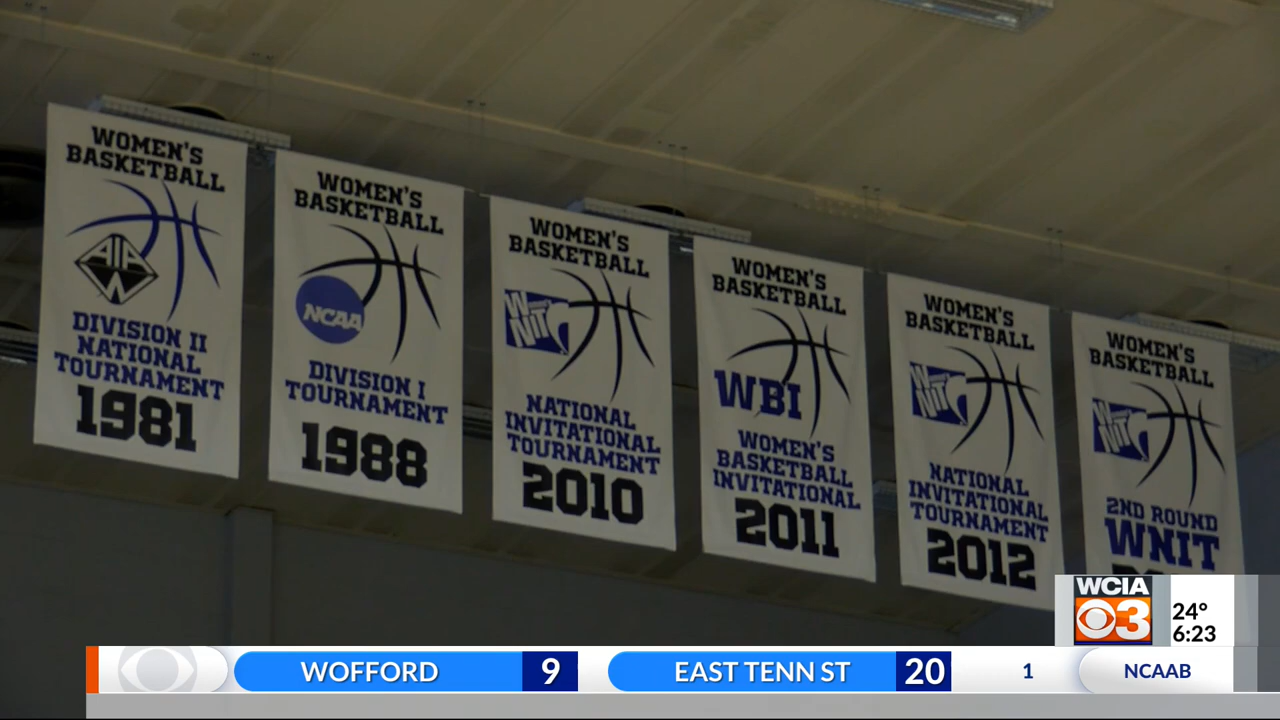 WOMEN'S
BASKETBALL
AIAW
DIVISION II
NATIONAL
TOURNAMENT
1981
WOMEN'S
BASKETBALL
NCAA
DIVISION I
TOURNAMENT
1988
WOMEN'S
BASKETBALL
WNIT
NATIONAL
INVITATIONAL
TOURNAMENT
2010
WOMEN'S
BASKETBALL
WBI
WOMEN'S
BASKETBALL
INVITATIONAL
2011
WOMEN'S
BASKETBALL
WNIT
NATIONAL
INVITATIONAL
TOURNAMENT
2012
WOMEN'S
BASKETBALL
WNIT
2ND ROUND
WNIT
WCIA
3
24°
6:23
WOFFORD 9 EAST TENN ST 20 1 NCAAB